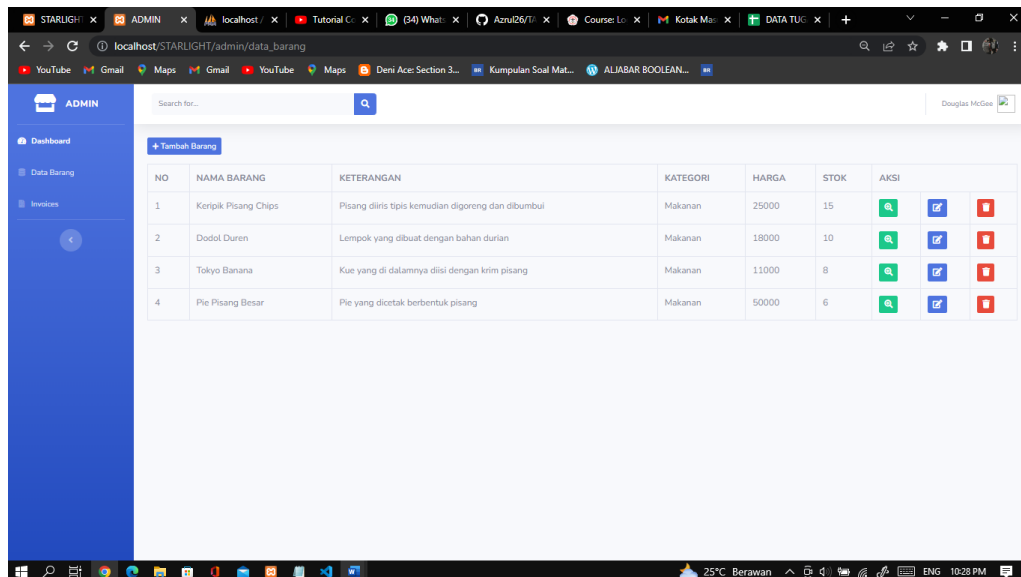 STARLIGHT
ADMIN
localhost /
Tutorial Co
(34) Whats
Azrul26/TA
Course: Lo
Kotak Mas
DATA TUG
localhost/STARLIGHT/admin/data_barang
YouTube Gmail Maps Gmail YouTube Maps Deni Ace: Section 3... BR Kumpulan Soal Mat... ALJABAR BOOLEAN... BR
ADMIN
Search for...
Douglas McGee
Dashboard
Data Barang
Invoices
+ Tambah Barang
NO NAMA BARANG KETERANGAN KATEGORI HARGA STOK AKSI
1 Keripik Pisang Chips Pisang diiris tipis kemudian digoreng dan dibumbui Makanan 25000 15
2 Dodol Duren Lempok yang dibuat dengan bahan durian Makanan 18000 10
3 Tokyo Banana Kue yang di dalamnya diisi dengan krim pisang Makanan 11000 8
4 Pie Pisang Besar Pie yang dicetak berbentuk pisang Makanan 50000 6
25°C Berawan ENG 10:28 PM